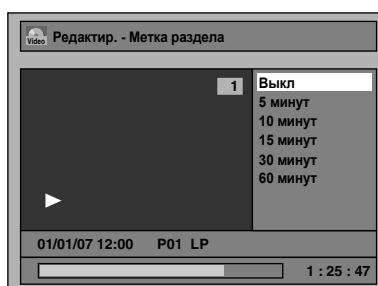 Video Редактир. - Метка раздела
1
Выкл
5 минут
10 минут
15 минут
30 минут
60 минут
01/01/07 12:00 P01 LP
1 : 25 : 47